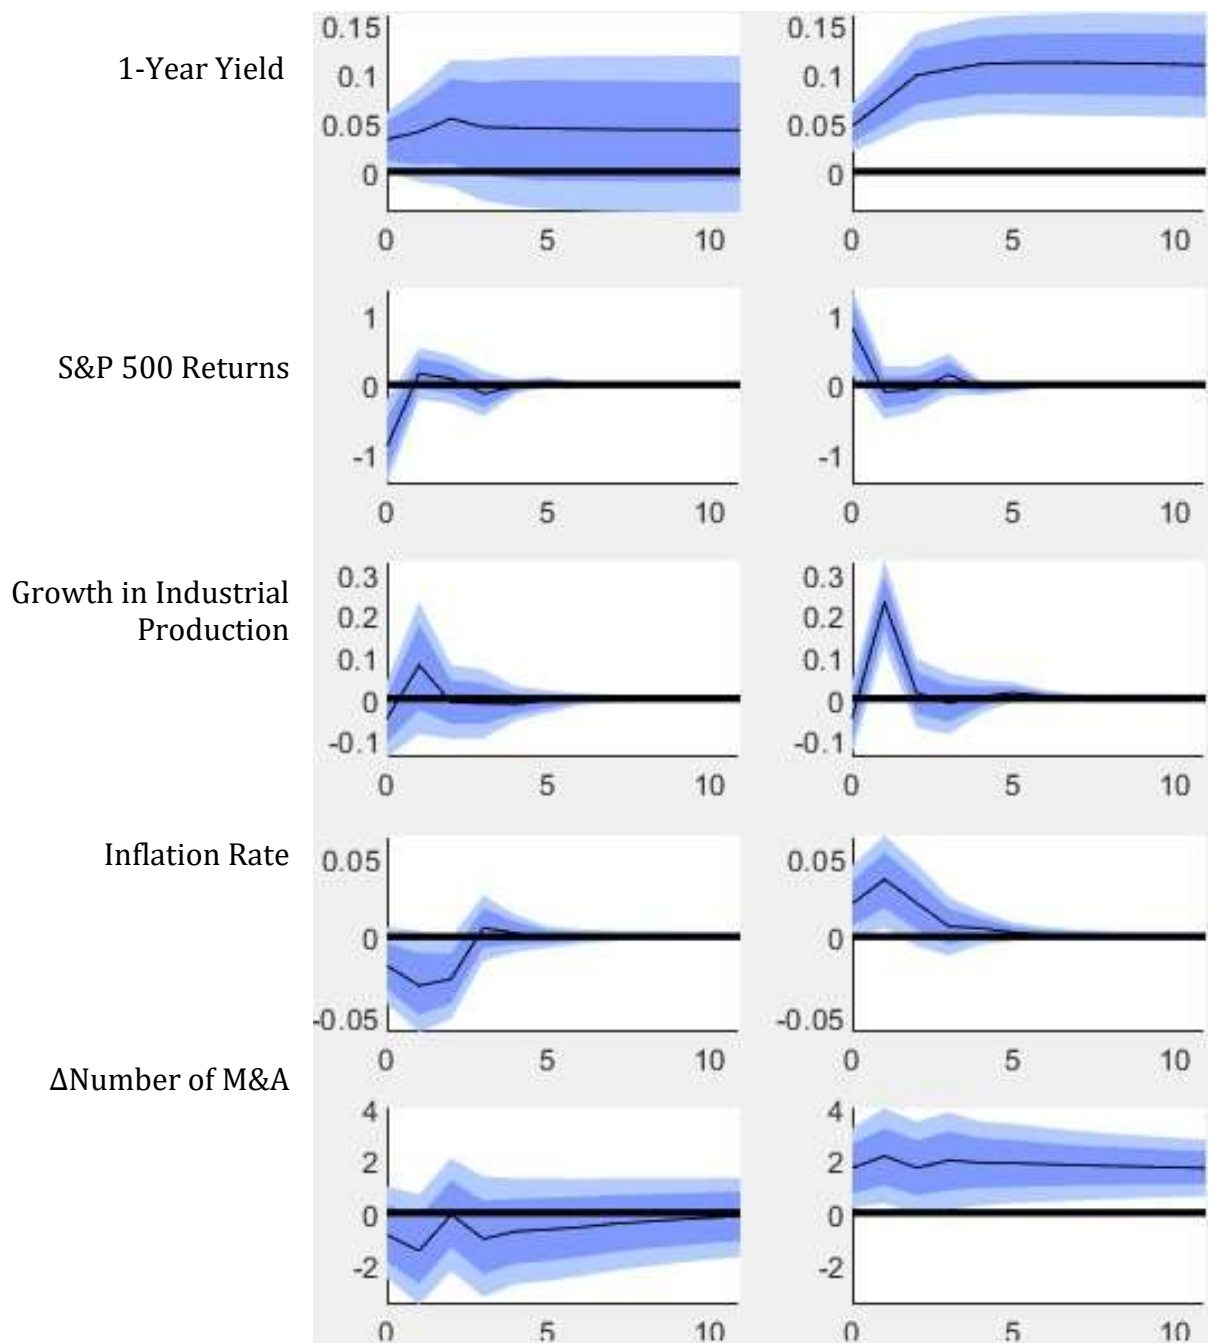 1-Year Yield
0.15 0.15
0.1 0.1
0.05 0.05
0 0
0 5 10 0 5 10
S&P 500 Returns
1 1
0 0
-1 -1
0 5 10 0 5 10
Growth in Industrial
Production
0.3 0.3
0.2 0.2
0.1 0.1
0 0
-0.1 -0.1
0 5 10 0 5 10
Inflation Rate
0.05 0.05
0 0
-0.05 -0.05
0 5 10 0 5 10
ΔNumber of M&A
4 4
2 2
0 0
-2 -2
0 5 10 0 5 10